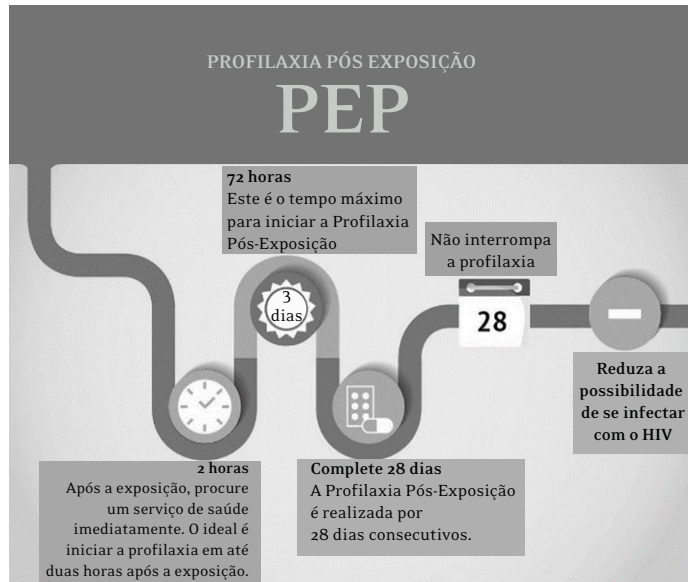 PROFILAXIA PÓS EXPOSIÇÃO
PEP
72 horas
Este é o tempo máximo
para iniciar a Profilaxia
Pós-Exposição
3
dias
Não interrompa
a profilaxia
28
Reduza a
possibilidade
de se infectar
com o HIV
2 horas
Após a exposição, procure
um serviço de saúde
imediatamente. O ideal é
iniciar a profilaxia em até
duas horas após a exposição.
Complete 28 dias
A Profilaxia Pós-Exposição
é realizada por
28 dias consecutivos.